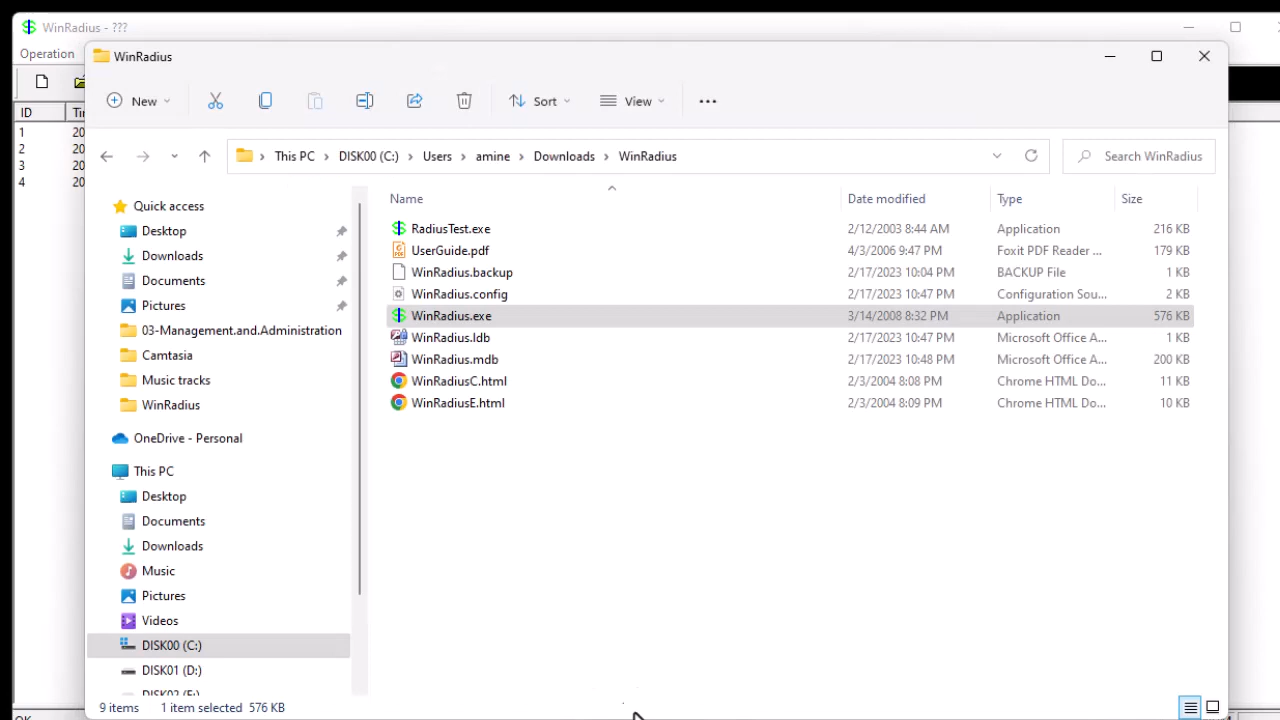 WinRadius - ???
Operation
ID
1 20
2 20
3 20
4 20
WinRadius
New
Sort
View
This PC > DISK00 (C:) > Users > amine > Downloads > WinRadius
Search WinRadius
Quick access
Desktop
Downloads
Documents
Pictures
03-Management.and.Administration
Camtasia
Music tracks
WinRadius
OneDrive - Personal
This PC
Desktop
Documents
Downloads
Music
Pictures
Videos
DISK00 (C:)
DISK01 (D:)
Name Date modified Type Size
RadiusTest.exe 2/12/2003 8:44 AM Application 216 KB
UserGuide.pdf 4/3/2006 9:47 PM Foxit PDF Reader ... 179 KB
WinRadius.backup 2/17/2023 10:04 PM BACKUP File 1 KB
WinRadius.config 2/17/2023 10:47 PM Configuration Sou... 2 KB
WinRadius.exe 3/14/2008 8:32 PM Application 576 KB
WinRadius.ldb 2/17/2023 10:47 PM Microsoft Office A... 1 KB
WinRadius.mdb 2/17/2023 10:48 PM Microsoft Office A... 200 KB
WinRadiusC.html 2/3/2004 8:08 PM Chrome HTML Do... 11 KB
WinRadiusE.html 2/3/2004 8:09 PM Chrome HTML Do... 10 KB
9 items 1 item selected 576 KB